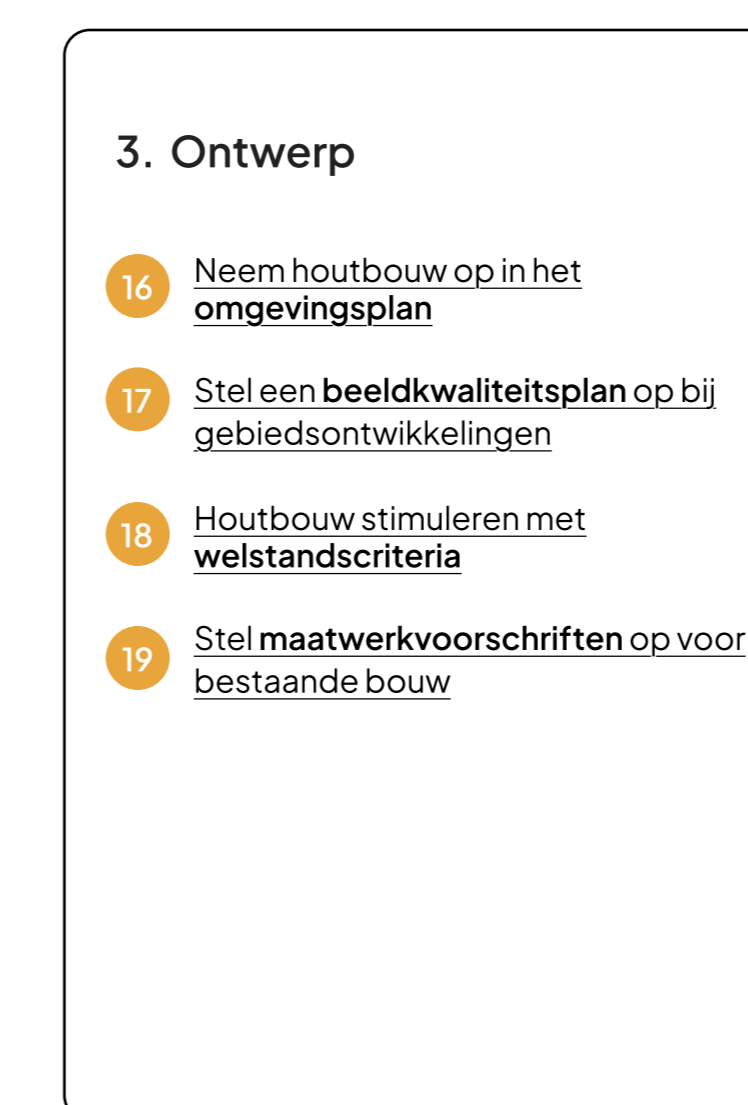 3. Ontwerp
16 Neem houtbouw op in het
omgevingsplan
17 Stel een beeldkwaliteitsplan op bij
gebiedsontwikkelingen
18 Houtbouw stimuleren met
welstandscriteria
19 Stel maatwerkvoorschriften op voor
bestaande bouw